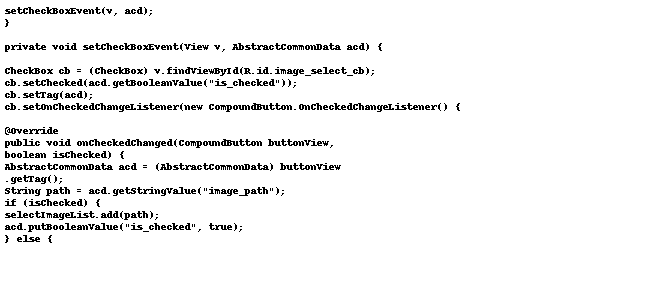 setCheckBoxEvent(v, acd);
}
private void setCheckBoxEvent(View v, AbstractCommonData acd) {
CheckBox cb = (CheckBox) v.findViewById(R.id.image_select_cb);
cb.setChecked(acd.getBooleanValue("is_checked"));
cb.setTag(acd);
cb.setOnCheckedChangeListener(new CompoundButton.OnCheckedChangeListener() {
@Override
public void onCheckedChanged(CompoundButton buttonView,
boolean isChecked) {
AbstractCommonData acd = (AbstractCommonData) buttonView
.getTag();
String path = acd.getStringValue("image_path");
if (isChecked) {
selectImageList.add(path);
acd.putBooleanValue("is_checked", true);
} else {